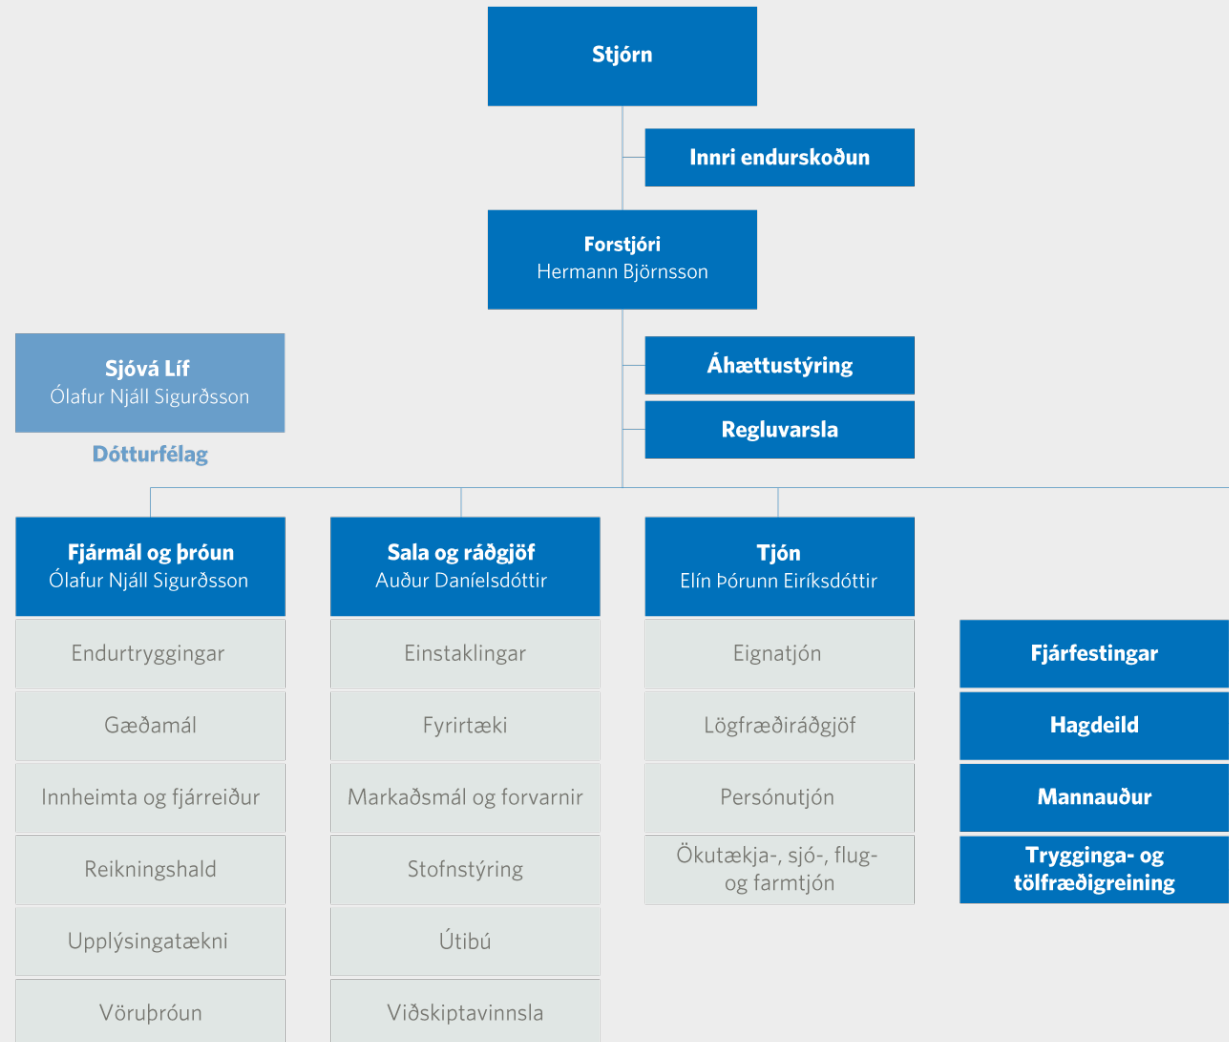 Stjórn
Innri endurskoðun
Forstjóri
Hermann Björnsson
Áhættustýring
Regluvarsla
Sjóvá Líf
Ólafur Njáll Sigurðsson
Dótturfélag
Fjármál og þróun
Ólafur Njáll Sigurðsson
Endurtryggingar
Gæðamál
Innheimta og fjárreiður
Reikningshald
Upplýsingatækni
Vöruþróun
Sala og ráðgjöf
Auður Daníelsdóttir
Einstaklingar
Fyrirtæki
Markaðsmál og forvarnir
Stofnstýring
Útibú
Viðskiptavinnsla
Tjón
Elín Þórunn Eiríksdóttir
Eignatjón
Lögfræðiráðgjöf
Persónutjón
Ökutækja-, sjó-, flug-
og farmtjón
Fjárfestingar
Hagdeild
Mannauður
Trygginga- og
tölfræðigreining